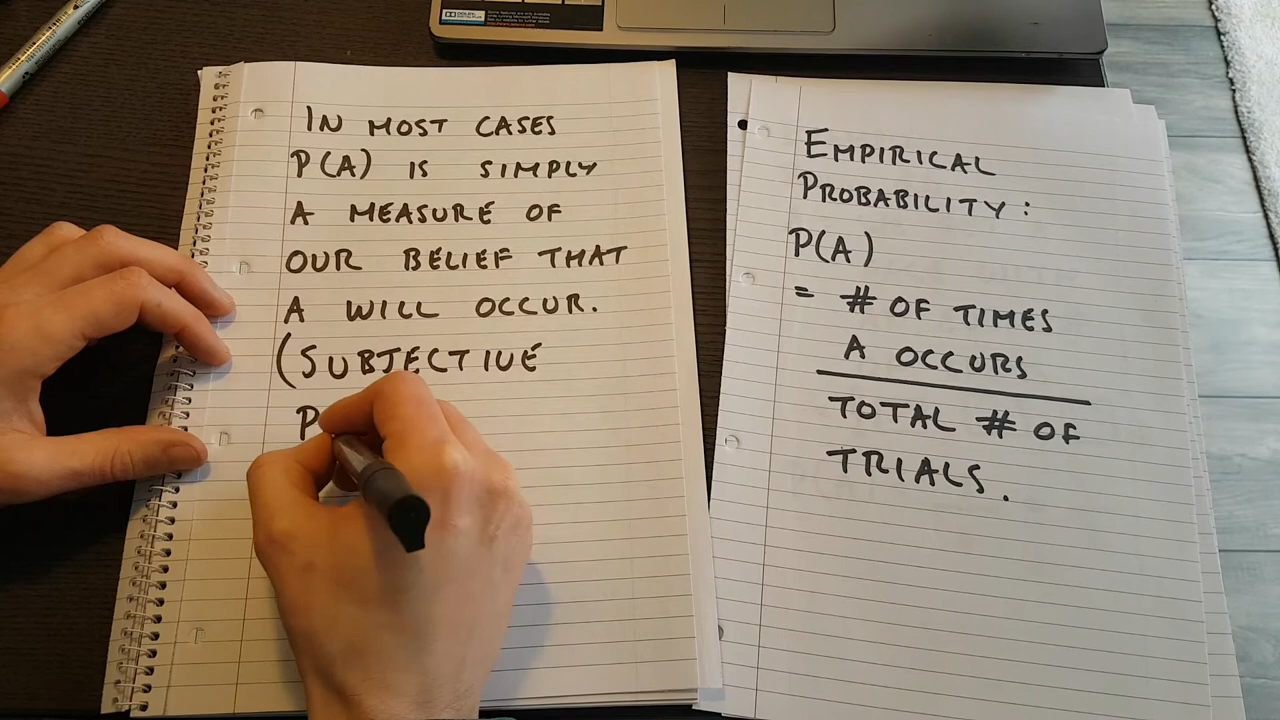 IN MOST CASES
P(A) IS SIMPLY
A MEASURE OF
OUR BELIEF THAT
A WILL OCCUR.
(SUBJECTIVE
P
EMPIRICAL
PROBABILITY:
P(A)
= # OF TIMES
A OCCURS
TOTAL # OF
TRIALS.